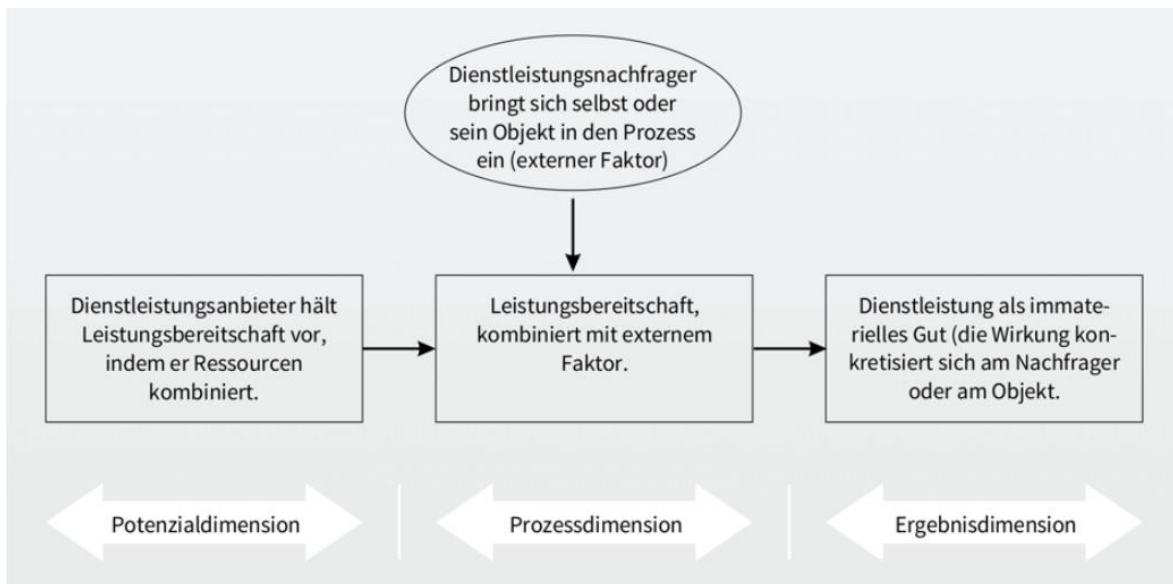 Dienstleistungsnachfrager
bringt sich selbst oder
sein Objekt in den Prozess
ein (externer Faktor)
Dienstleistungsanbieter hält
Leistungsbereitschaft vor,
indem er Ressourcen
kombiniert.
Leistungsbereitschaft,
kombiniert mit externem
Faktor.
Dienstleistung als immate-
rielles Gut (die Wirkung kon-
kretisiert sich am Nachfrager
oder am Objekt.
Potenzialdimension
Prozessdimension
Ergebnisdimension